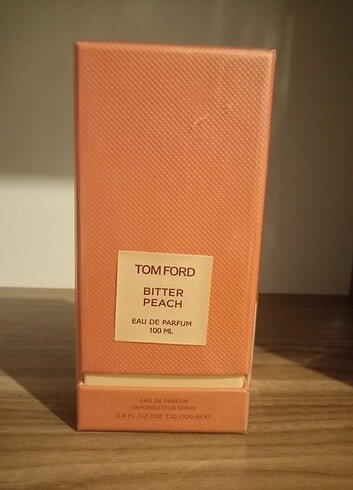 TOM FORD
BITTER
PEACH
EAU DE PARFUM
100 ML
EAU DE PARFUM
VAPORISATEUR SPRAY
3.4 FL.OZ./OZ. LIQ./100 ml ℮